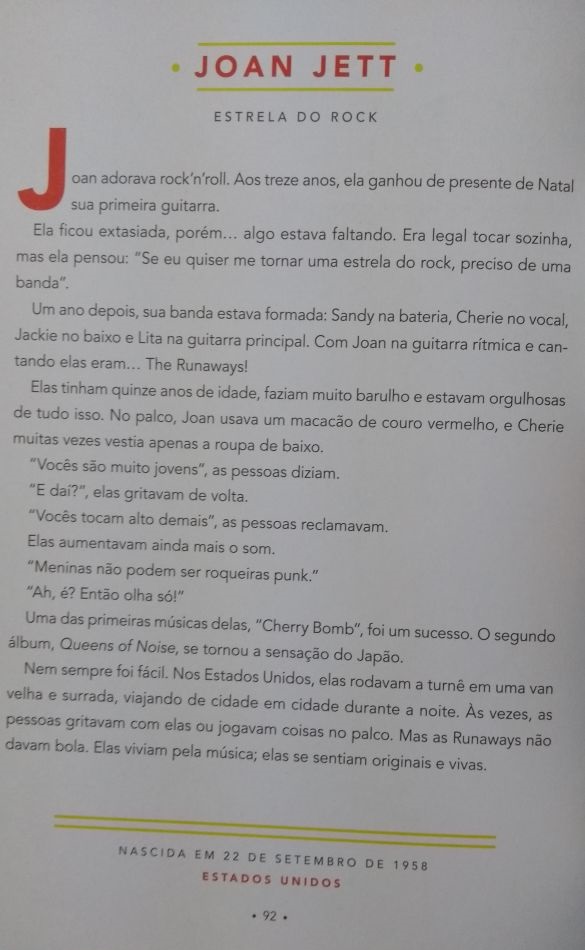 • JOAN JETT •
ESTRELA DO ROCK
Joan adorava rock’n’roll. Aos treze anos, ela ganhou de presente de Natal
sua primeira guitarra.
Ela ficou extasiada, porém... algo estava faltando. Era legal tocar sozinha,
mas ela pensou: “Se eu quiser me tornar uma estrela do rock, preciso de uma
banda”.
Um ano depois, sua banda estava formada: Sandy na bateria, Cherie no vocal,
Jackie no baixo e Lita na guitarra principal. Com Joan na guitarra rítmica e can-
tando elas eram... The Runaways!
Elas tinham quinze anos de idade, faziam muito barulho e estavam orgulhosas
de tudo isso. No palco, Joan usava um macacão de couro vermelho, e Cherie
muitas vezes vestia apenas a roupa de baixo.
“Vocês são muito jovens”, as pessoas diziam.
“E daí?”, elas gritavam de volta.
“Vocês tocam alto demais”, as pessoas reclamavam.
Elas aumentavam ainda mais o som.
“Meninas não podem ser roqueiras punk.”
“Ah, é? Então olha só!”
Uma das primeiras músicas delas, “Cherry Bomb”, foi um sucesso. O segundo
álbum, Queens of Noise, se tornou a sensação do Japão.
Nem sempre foi fácil. Nos Estados Unidos, elas rodavam a turnê em uma van
velha e surrada, viajando de cidade em cidade durante a noite. Às vezes, as
pessoas gritavam com elas ou jogavam coisas no palco. Mas as Runaways não
davam bola. Elas viviam pela música; elas se sentiam originais e vivas.
NASCIDA EM 22 DE SETEMBRO DE 1958
ESTADOS UNIDOS
• 92 •